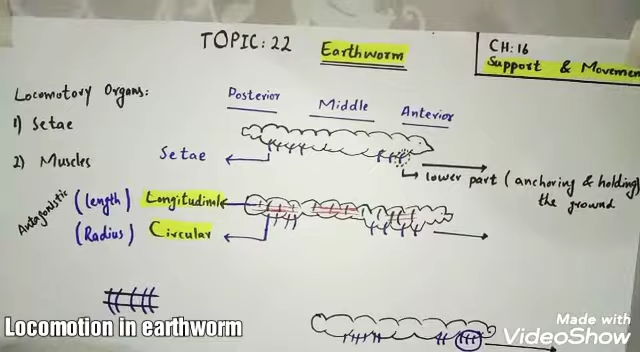 TOPIC: 22
Earthworm
CH: 16
Support & Movemen
Locomotory Organs:
1) Setae
2) Muscles
Posterior
Middle
Anterior
Setae
lower part (anchoring & holding)
the ground
Antagonistic
(length) Longitudinal
(Radius) Circular
Locomotion in earthworm
Made with
VideoShow